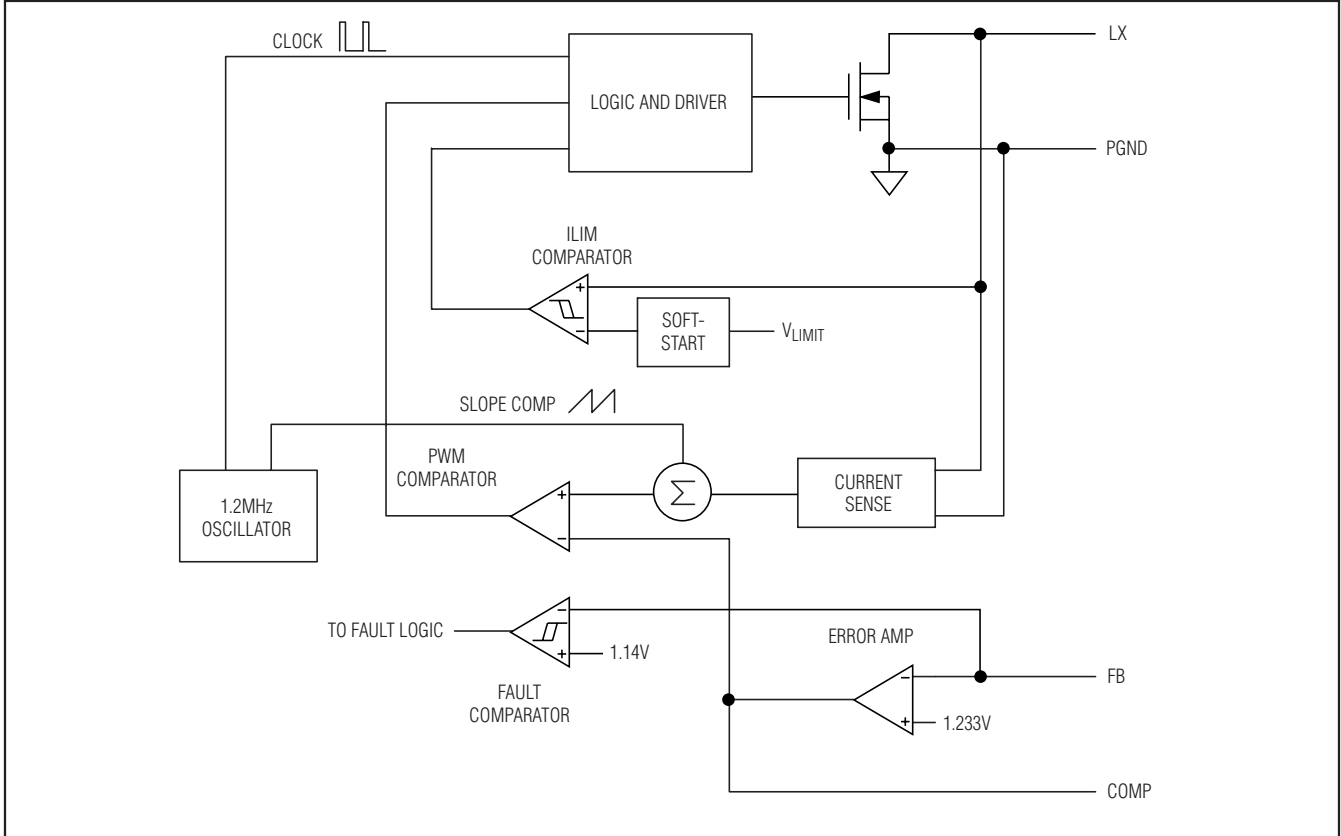 CLOCK
LX
LOGIC AND DRIVER
PGND
ILIM
COMPARATOR
+
−
SOFT-
START
VLIMIT
SLOPE COMP
PWM
COMPARATOR
+
−
Σ
CURRENT
SENSE
1.2MHz
OSCILLATOR
TO FAULT LOGIC
−
+
1.14V
FAULT
COMPARATOR
ERROR AMP
−
+
1.233V
FB
COMP